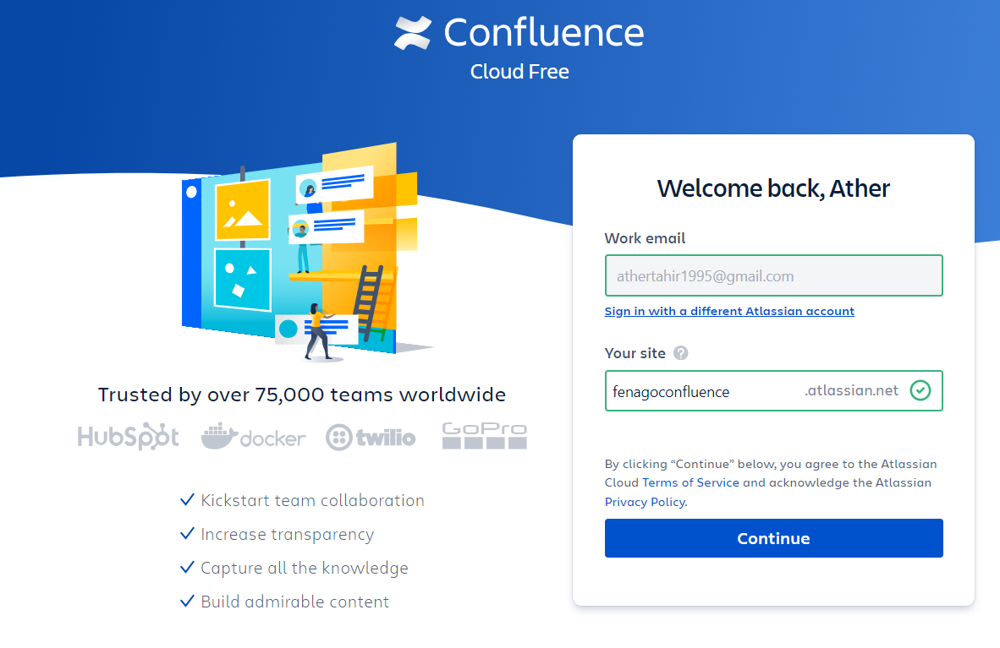 Confluence
Cloud Free
Welcome back, Ather
Work email
athertahir1995@gmail.com
Sign in with a different Atlassian account
Your site ?
fenagoconfluence .atlassian.net
By clicking “Continue” below, you agree to the Atlassian
Cloud Terms of Service and acknowledge the Atlassian
Privacy Policy.
Continue
Trusted by over 75,000 teams worldwide
HubSpot docker twilio GoPro
Kickstart team collaboration
Increase transparency
Capture all the knowledge
Build admirable content